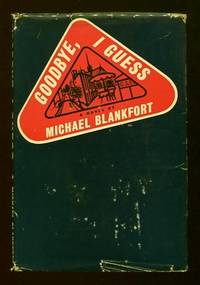 GOODBYE, I GUESS
A NOVEL BY
MICHAEL BLANKFORT